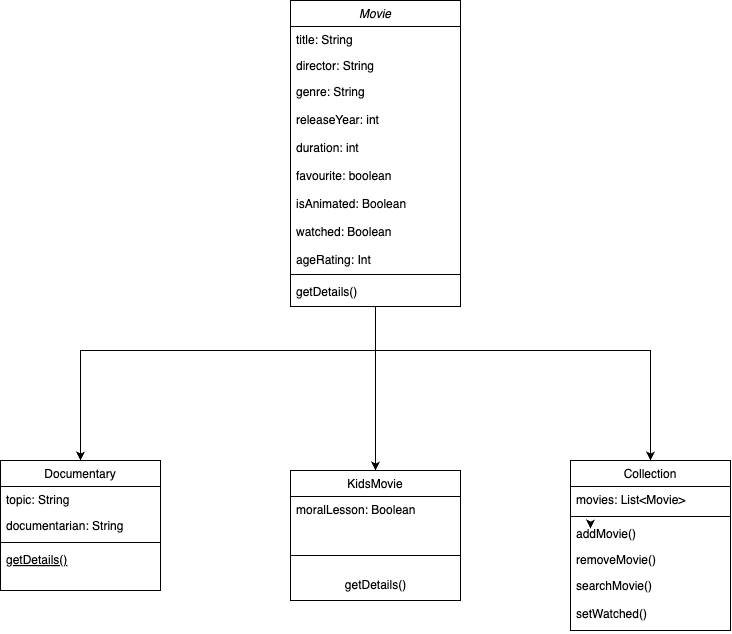 Movie
title: String
director: String
genre: String
releaseYear: int
duration: int
favourite: boolean
isAnimated: Boolean
watched: Boolean
ageRating: Int
getDetails()
Documentary
topic: String
documentarian: String
getDetails()
KidsMovie
moralLesson: Boolean
getDetails()
Collection
movies: List<Movie>
addMovie()
removeMovie()
searchMovie()
setWatched()